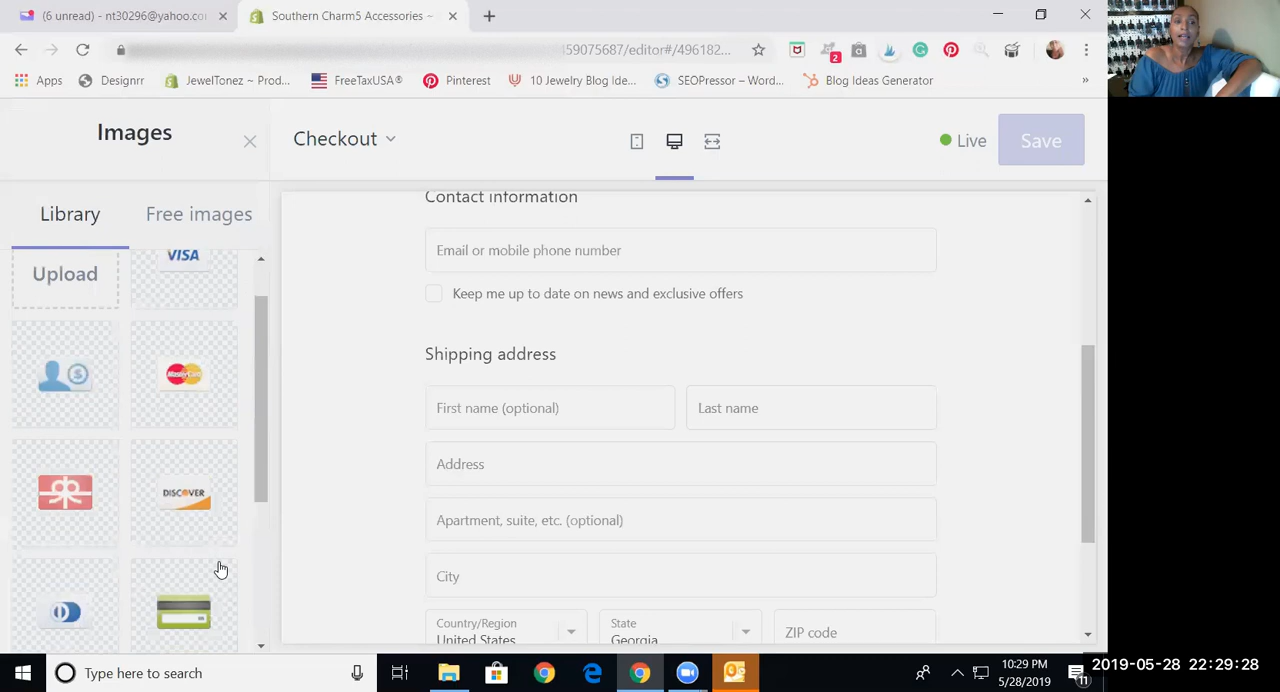 (6 unread) - nt30296@yahoo.co...
Southern Charm5 Accessories ~
l59075687/editor#/496182...
2
Apps
Designrr
JewelTonez ~ Prod...
FreeTaxUSA®
Pinterest
10 Jewelry Blog Ide...
SEOPressor – Word...
Blog Ideas Generator
»
Images
Checkout
Live
Save
Library
Free images
Upload
VISA
MasterCard
DISCOVER
Contact information
Email or mobile phone number
Keep me up to date on news and exclusive offers
Shipping address
First name (optional)
Last name
Address
Apartment, suite, etc. (optional)
City
Country/Region
United States
State
Georgia
ZIP code
Type here to search
10:29 PM
5/28/2019
11
2019-05-28 22:29:28